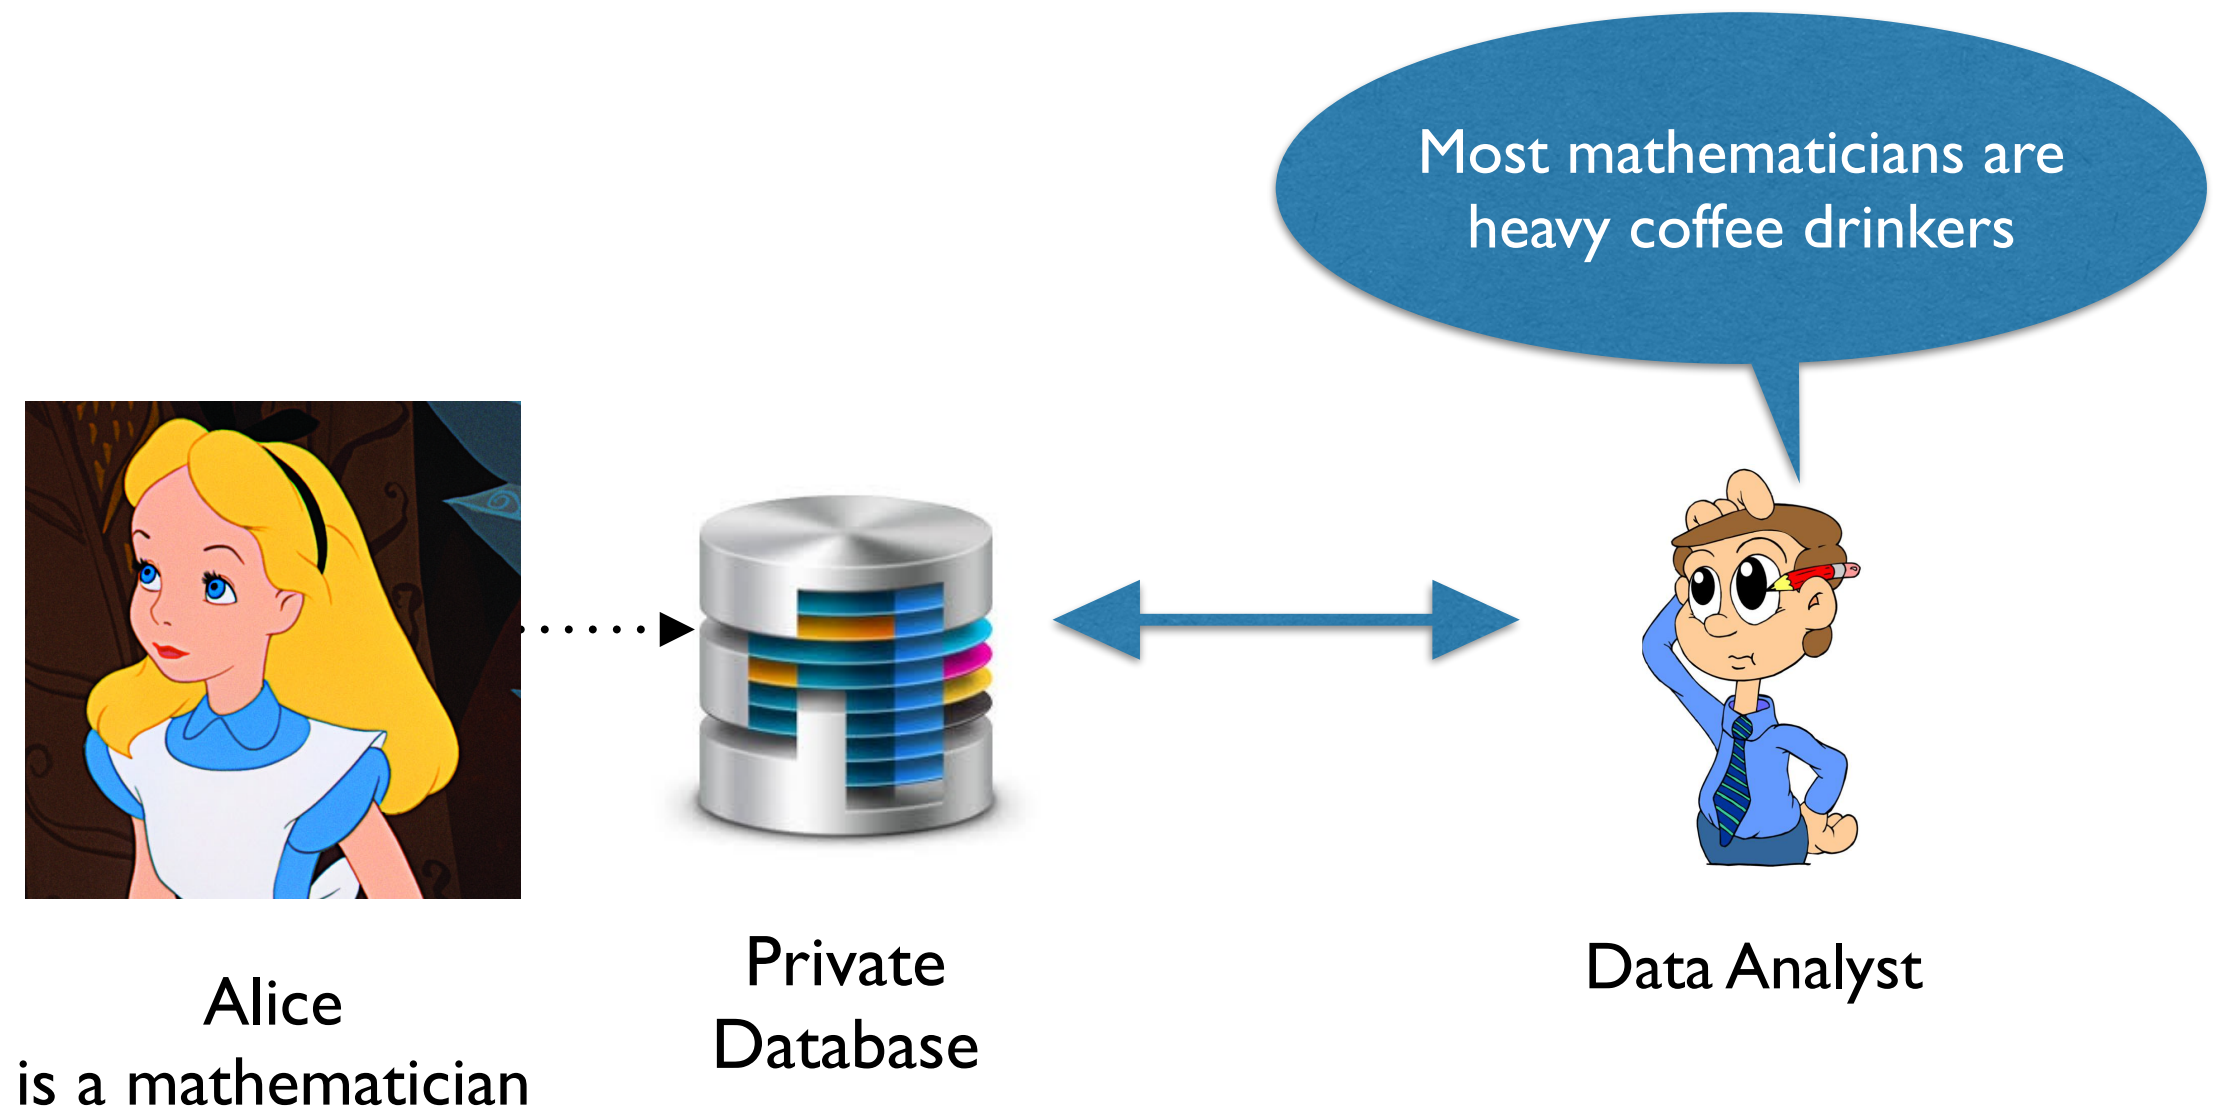 Most mathematicians are
heavy coffee drinkers
Alice
is a mathematician
Private
Database
Data Analyst